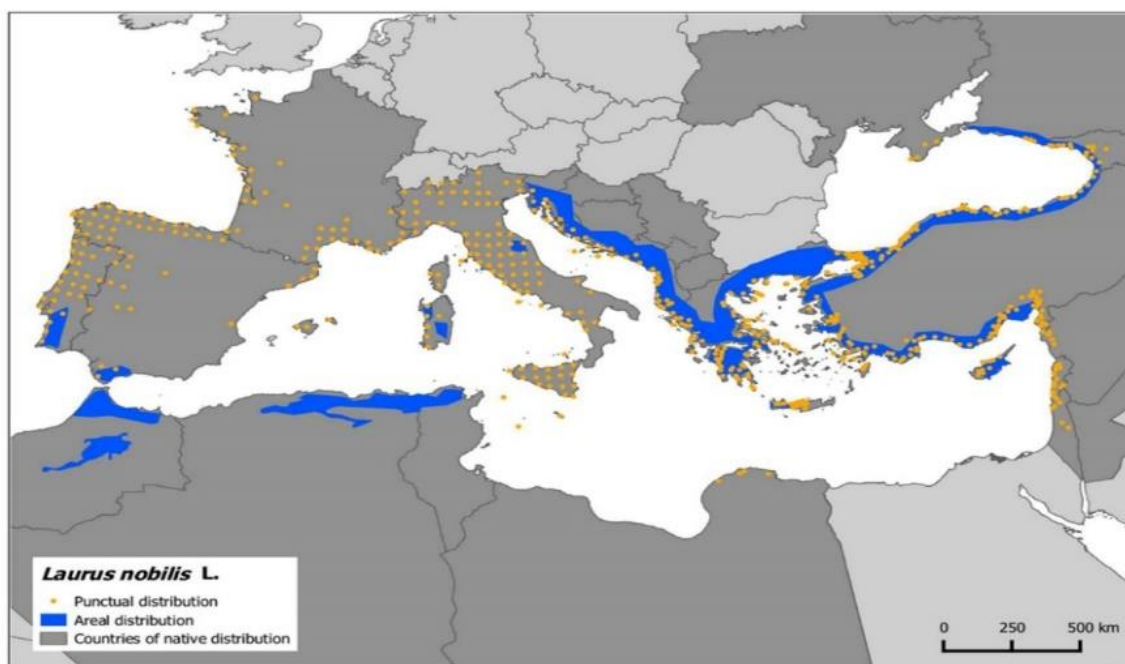 Laurus nobilis L.
Punctual distribution
Areal distribution
Countries of native distribution
0 250 500 km